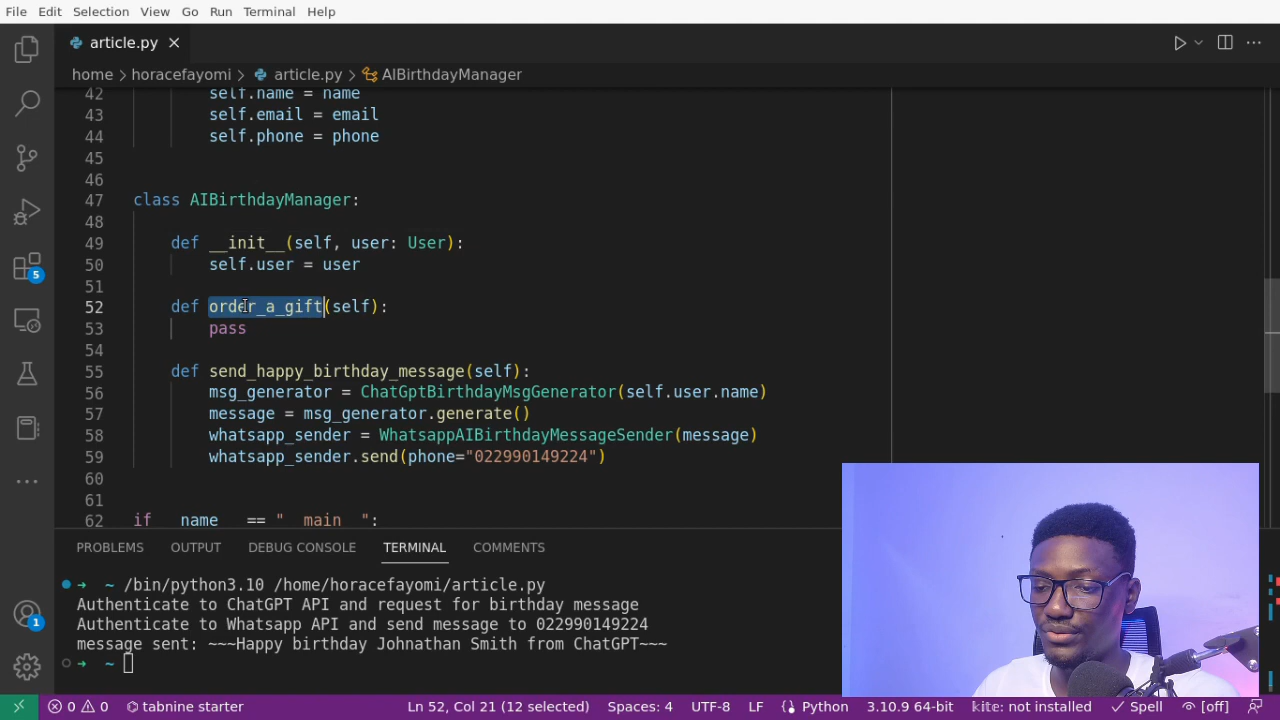 File Edit Selection View Go Run Terminal Help
article.py
home > horacefayomi > article.py > AIBirthdayManager
42 self.name = name
43 self.email = email
44 self.phone = phone
45
46
47 class AIBirthdayManager:
48
49 def __init__(self, user: User):
50 self.user = user
51
52 def order_a_gift(self):
53 pass
54
55 def send_happy_birthday_message(self):
56 msg_generator = ChatGptBirthdayMsgGenerator(self.user.name)
57 message = msg_generator.generate()
58 whatsapp_sender = WhatsappAIBirthdayMessageSender(message)
59 whatsapp_sender.send(phone="022990149224")
60
61
62 if __name__ == "__main__":
PROBLEMS OUTPUT DEBUG CONSOLE TERMINAL COMMENTS
→ ~ /bin/python3.10 /home/horacefayomi/article.py
Authenticate to ChatGPT API and request for birthday message
Authenticate to Whatsapp API and send message to 022990149224
message sent: ~~~Happy birthday Johnathan Smith from ChatGPT~~~
→ ~
5
1
0 0 tabnine starter Ln 52, Col 21 (12 selected) Spaces: 4 UTF-8 LF Python 3.10.9 64-bit kite: not installed Spell [off]